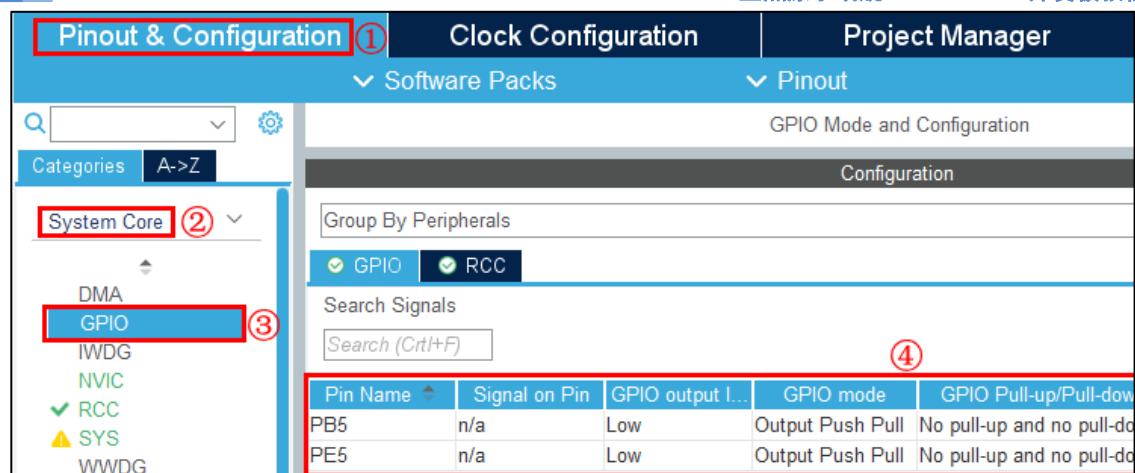 Pinout & Configuration ① Clock Configuration Project Manager
Software Packs Pinout
GPIO Mode and Configuration
Categories A->Z
Configuration
System Core ②
Group By Peripherals
GPIO RCC
DMA
Search Signals
GPIO ③
Search (Crtl+F)
IWDG
④
NVIC
Pin Name Signal on Pin GPIO output l... GPIO mode GPIO Pull-up/Pull-dow
RCC
PB5 n/a Low Output Push Pull No pull-up and no pull-do
SYS
PE5 n/a Low Output Push Pull No pull-up and no pull-do
WWDG